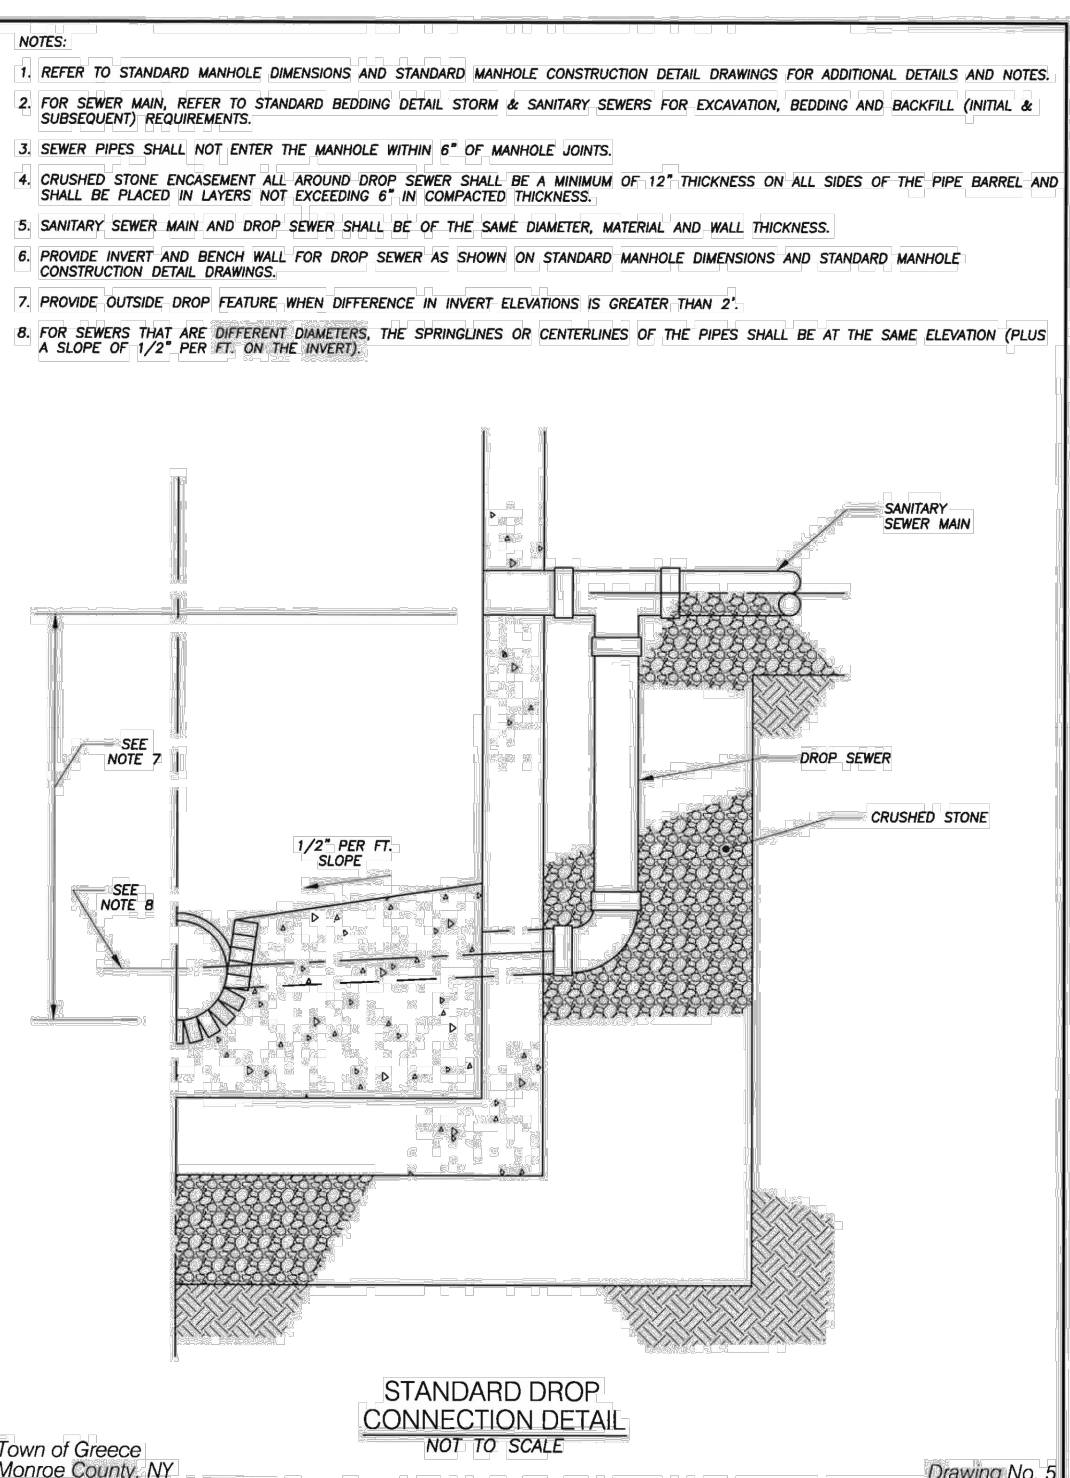 NOTES:
1. REFER TO STANDARD MANHOLE DIMENSIONS AND STANDARD MANHOLE CONSTRUCTION DETAIL DRAWINGS FOR ADDITIONAL DETAILS AND NOTES.
2. FOR SEWER MAIN, REFER TO STANDARD BEDDING DETAIL STORM & SANITARY SEWERS FOR EXCAVATION, BEDDING AND BACKFILL (INITIAL &
SUBSEQUENT) REQUIREMENTS.
3. SEWER PIPES SHALL NOT ENTER THE MANHOLE WITHIN 6" OF MANHOLE JOINTS.
4. CRUSHED STONE ENCASEMENT ALL AROUND DROP SEWER SHALL BE A MINIMUM OF 12" THICKNESS ON ALL SIDES OF THE PIPE BARREL AND
SHALL BE PLACED IN LAYERS NOT EXCEEDING 6" IN COMPACTED THICKNESS.
5. SANITARY SEWER MAIN AND DROP SEWER SHALL BE OF THE SAME DIAMETER, MATERIAL AND WALL THICKNESS.
6. PROVIDE INVERT AND BENCH WALL FOR DROP SEWER AS SHOWN ON STANDARD MANHOLE DIMENSIONS AND STANDARD MANHOLE
CONSTRUCTION DETAIL DRAWINGS.
7. PROVIDE OUTSIDE DROP FEATURE WHEN DIFFERENCE IN INVERT ELEVATIONS IS GREATER THAN 2'.
8. FOR SEWERS THAT ARE DIFFERENT DIAMETERS, THE SPRINGLINES OR CENTERLINES OF THE PIPES SHALL BE AT THE SAME ELEVATION (PLUS
A SLOPE OF 1/2" PER FT. ON THE INVERT).
SANITARY
SEWER MAIN
SEE
NOTE 7
DROP SEWER
CRUSHED STONE
1/2" PER FT.
SLOPE
SEE
NOTE 8
STANDARD DROP
CONNECTION DETAIL
NOT TO SCALE
Town of Greece
Monroe County, NY
Drawing No. 5